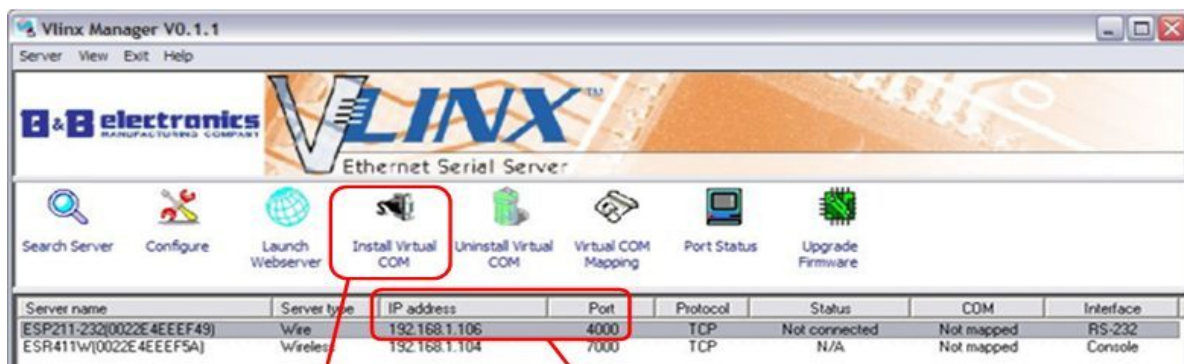 Vlinx Manager V0.1.1
Server View Exit Help
B&B electronics
MANUFACTURING COMPANY
VLINX™
Ethernet Serial Server
Search Server
Configure
Launch Webserver
Install Virtual COM
Uninstall Virtual COM
Virtual COM Mapping
Port Status
Upgrade Firmware
Server name Server type IP address Port Protocol Status COM Interface
ESP211-232(0022E4EEEF49) Wire 192.168.1.106 4000 TCP Not connected Not mapped RS-232
ESR411W(0022E4EEEF5A) Wireless 192.168.1.104 7000 TCP N/A Not mapped Console